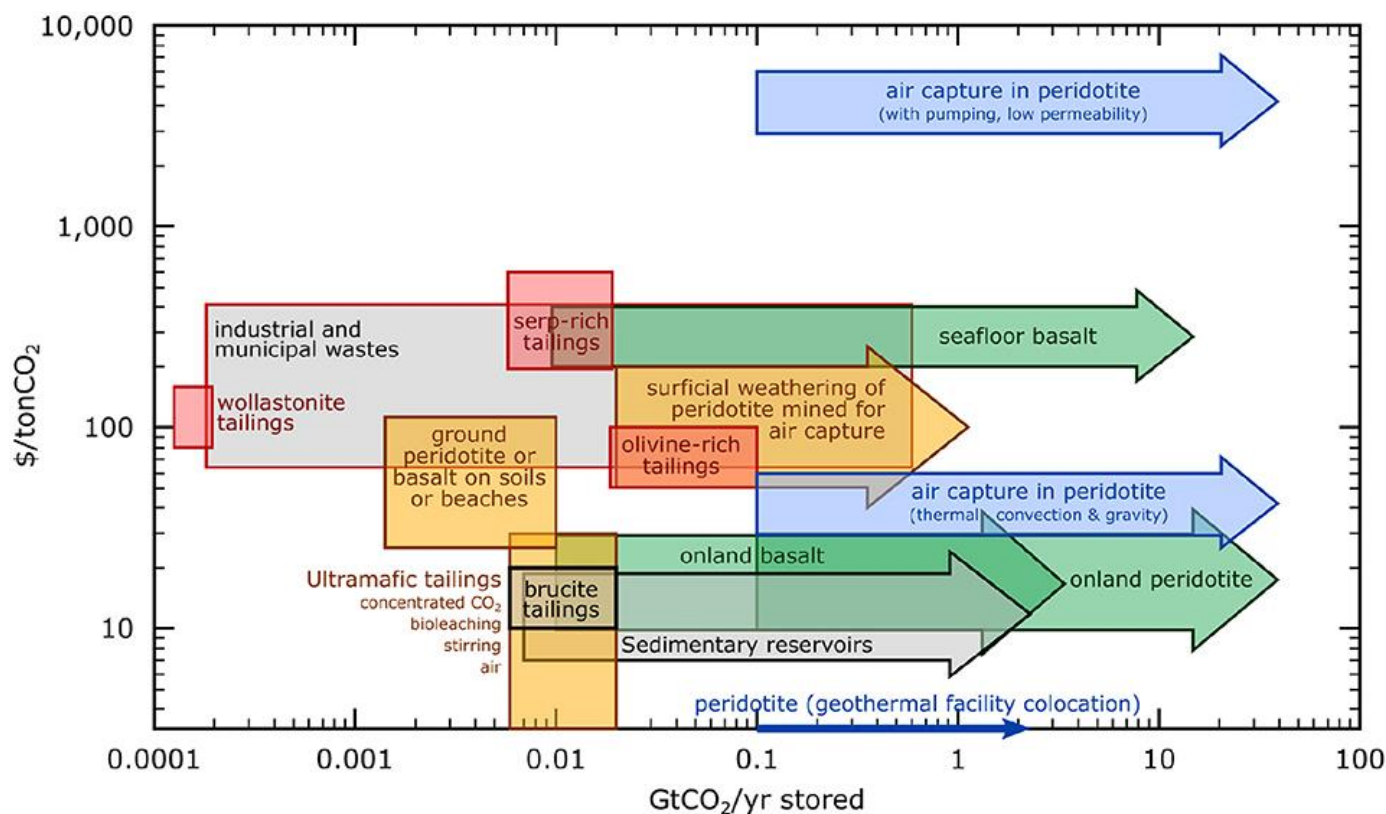 10,000
1,000
100
10
$/tonCO₂
0.0001
0.001
0.01
0.1
1
10
100
GtCO₂/yr stored
air capture in peridotite
(with pumping, low permeability)
industrial and
municipal wastes
serp-rich
tailings
seafloor basalt
wollastonite
tailings
surficial weathering of
peridotite mined for
air capture
ground
peridotite or
basalt on soils
or beaches
olivine-rich
tailings
air capture in peridotite
(thermal convection & gravity)
onland basalt
onland peridotite
Ultramafic tailings
concentrated CO₂
bioleaching
stirring
air
brucite
tailings
Sedimentary reservoirs
peridotite (geothermal facility colocation)